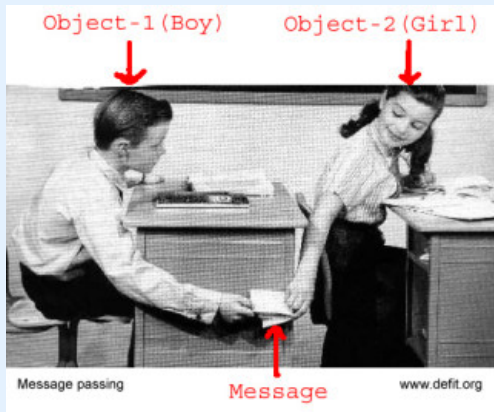 Object-1(Boy)
Object-2(Girl)
Message passing
Message
www.defit.org